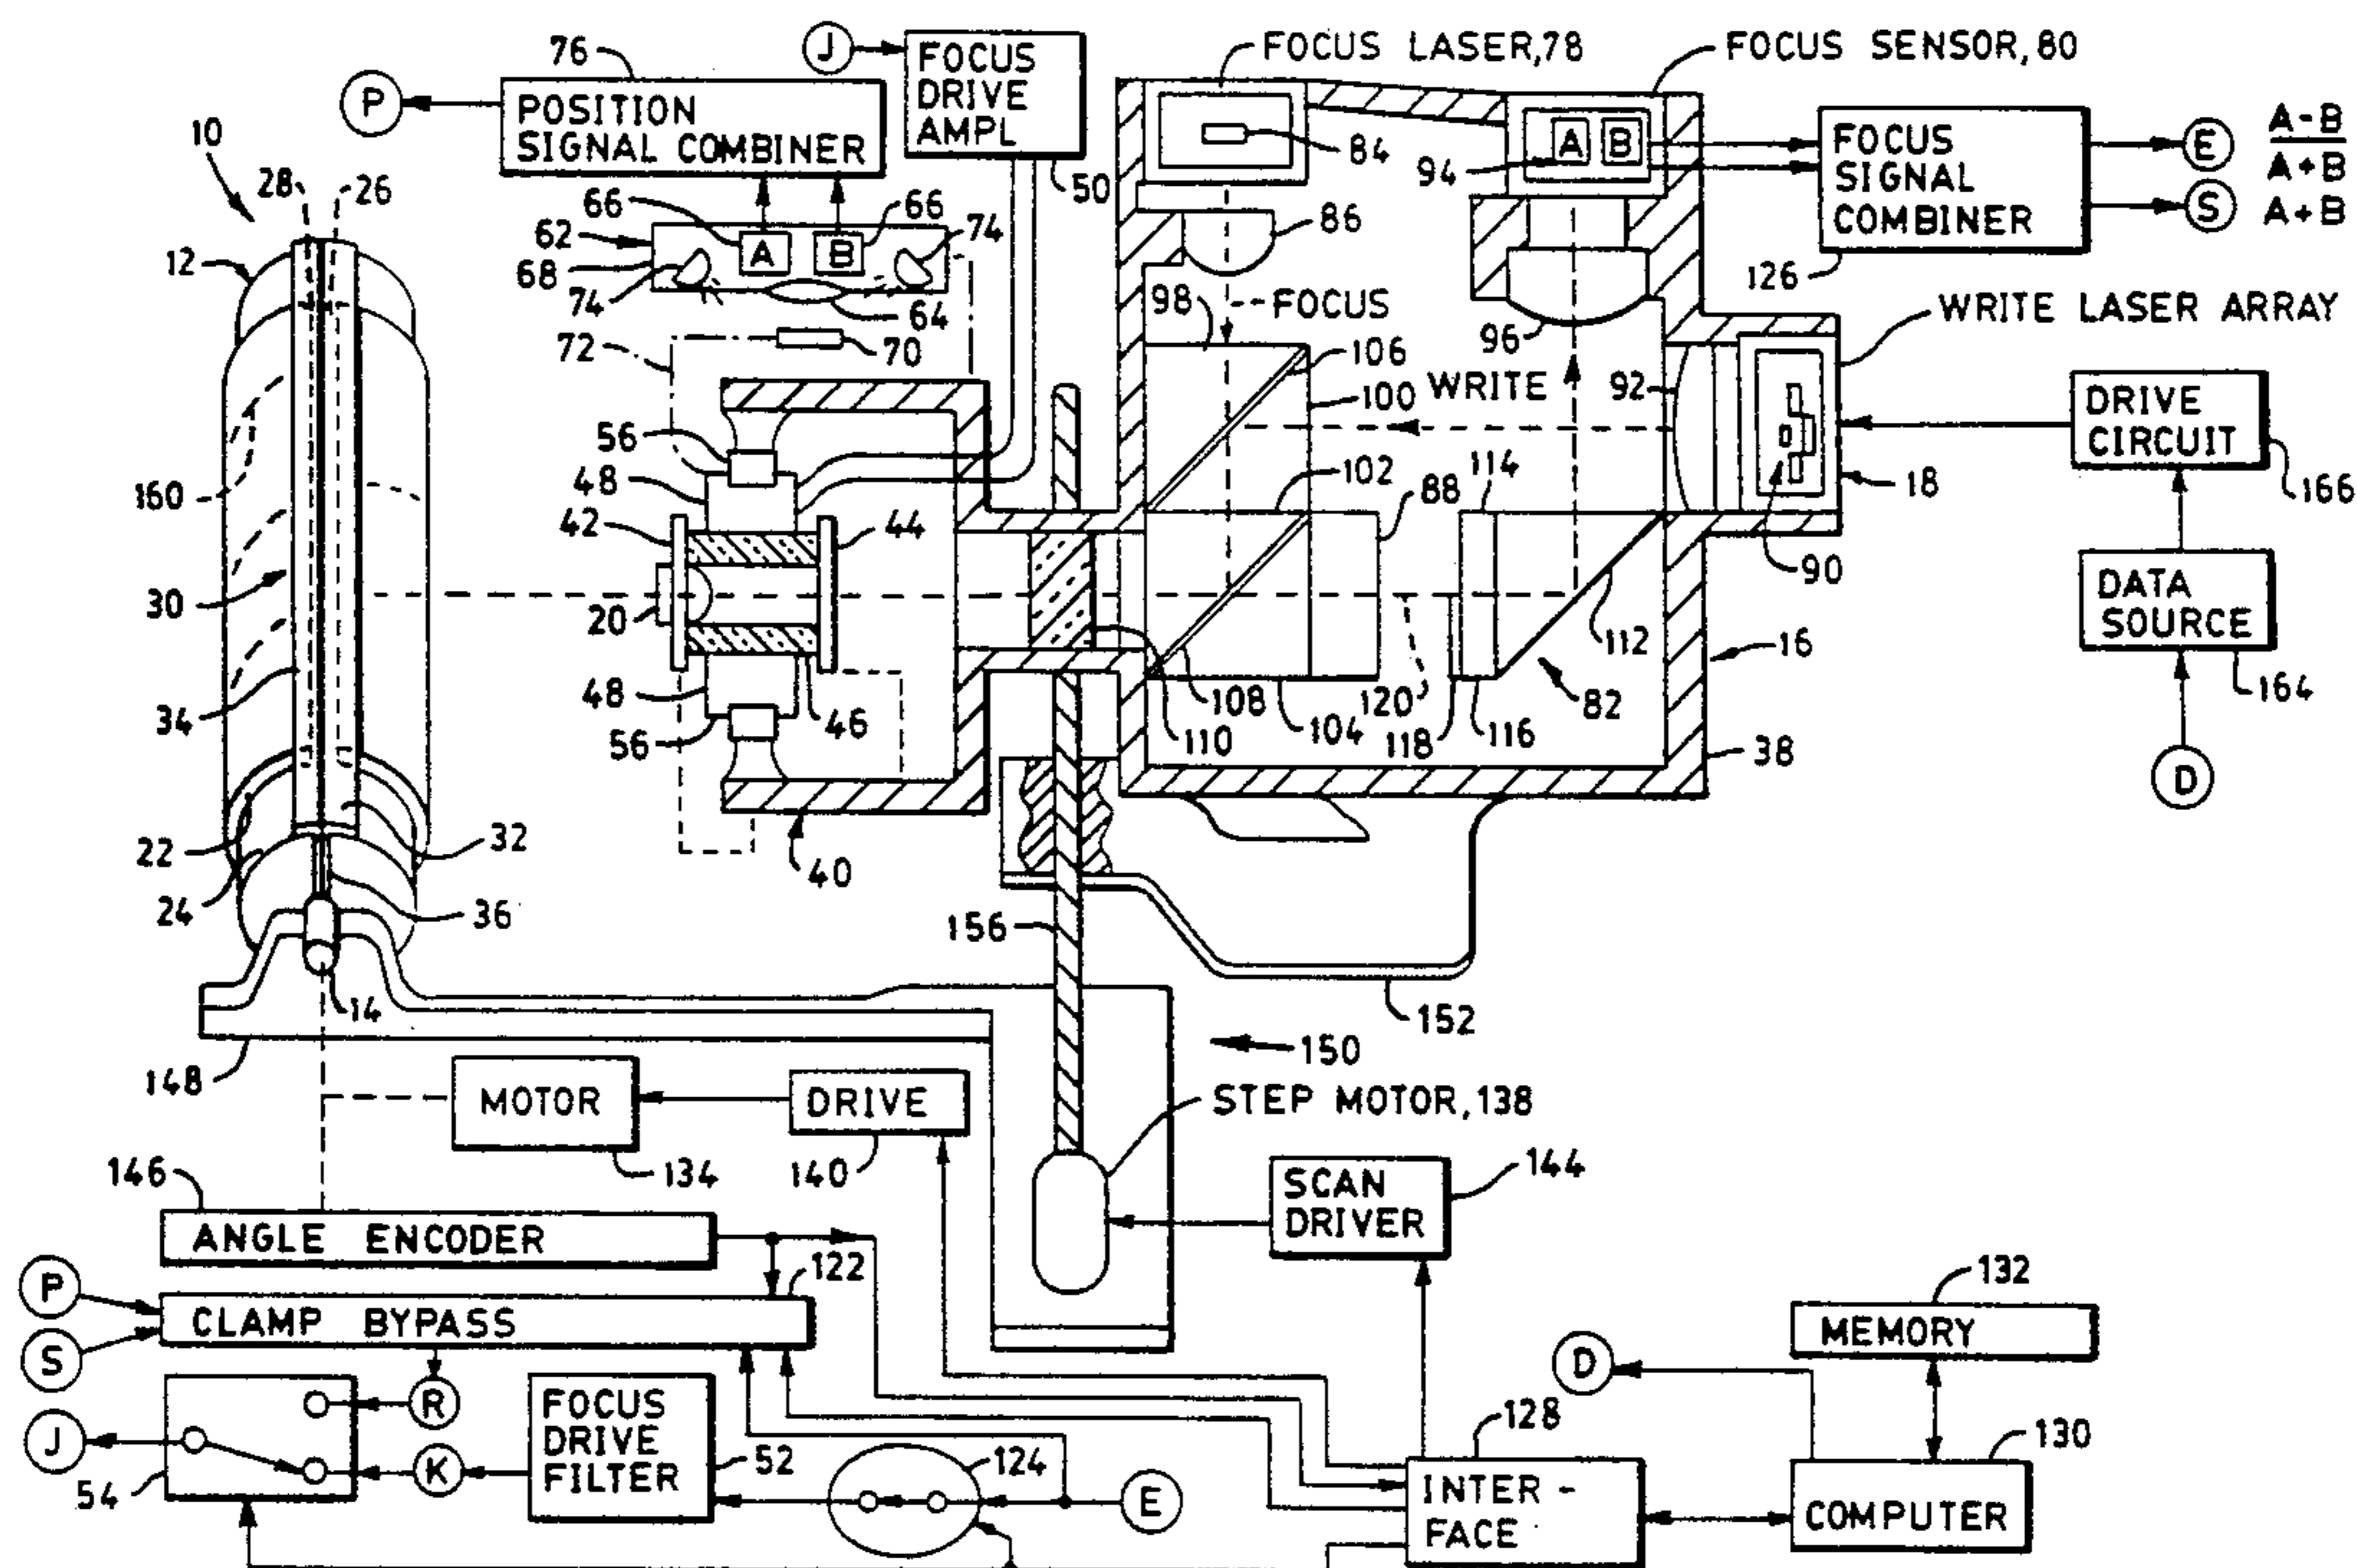 76
J
FOCUS
DRIVE
AMPL
FOCUS LASER,78
FOCUS SENSOR,80
P
POSITION
SIGNAL COMBINER
10
28
26
66
A
B
66
74
62
68
74
64
50
84
94
A
B
FOCUS
SIGNAL
COMBINER
E
A-B
A+B
S
A+B
126
12
86
98
FOCUS
96
WRITE LASER ARRAY
72
70
106
100
WRITE
92
DRIVE
CIRCUIT
166
56
48
160
42
44
102
88
114
18
90
30
20
DATA
SOURCE
164
112
16
34
48
56
46
110
108
104
120
118
116
82
38
D
22
24
32
36
40
156
14
148
152
150
MOTOR
134
DRIVE
140
STEP MOTOR,138
146
ANGLE ENCODER
122
SCAN
DRIVER
144
P
S
CLAMP BYPASS
132
MEMORY
D
R
J
K
54
FOCUS
DRIVE
FILTER
52
124
E
128
INTER-
FACE
130
COMPUTER